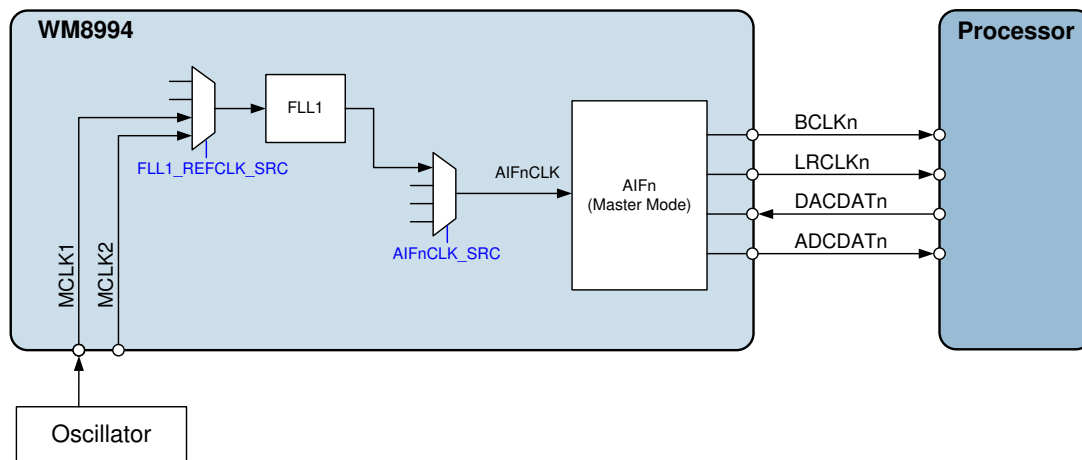 WM8994
Processor
FLL1
FLL1_REFCLK_SRC
AIFnCLK
AIFnCLK_SRC
AIFn
(Master Mode)
BCLKn
LRCLKn
DACDATn
ADCDATn
MCLK1
MCLK2
Oscillator